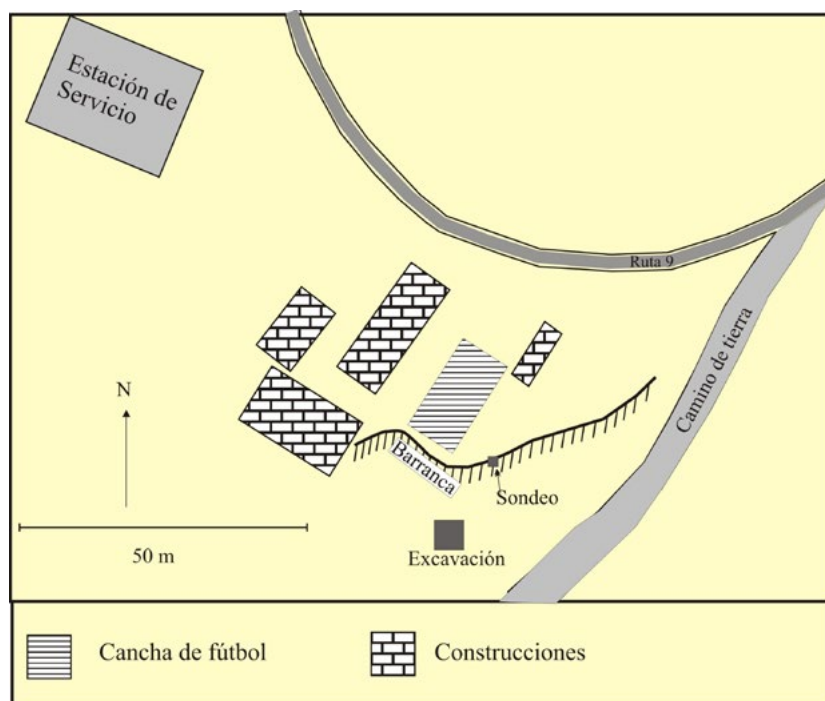 Estación de
Servicio
Ruta 9
Camino de tierra
N
Barranca
Sondeo
50 m
Excavación
Cancha de fútbol
Construcciones